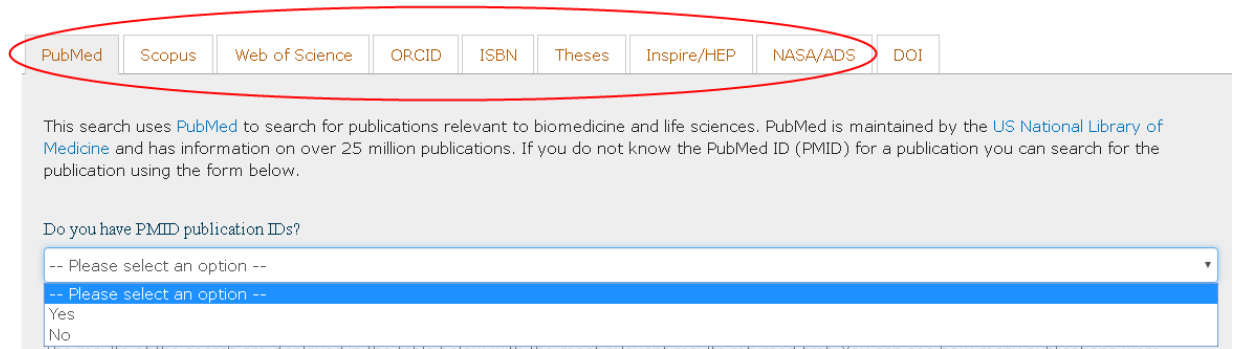 PubMed Scopus Web of Science ORCID ISBN Theses Inspire/HEP NASA/ADS DOI
This search uses PubMed to search for publications relevant to biomedicine and life sciences. PubMed is maintained by the US National Library of
Medicine and has information on over 25 million publications. If you do not know the PubMed ID (PMID) for a publication you can search for the
publication using the form below.
Do you have PMID publication IDs?
-- Please select an option --
-- Please select an option --
Yes
No